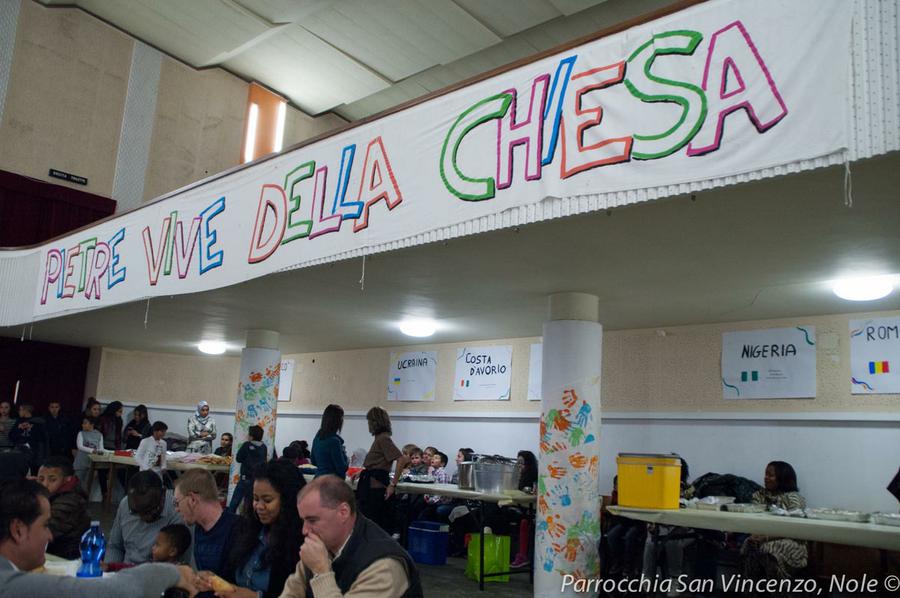 PIETRE VIVE DELLA CHIESA
UCRAINA
COSTA
D'AVORIO
NIGERIA
ROM
Parrocchia San Vincenzo, Nole ©